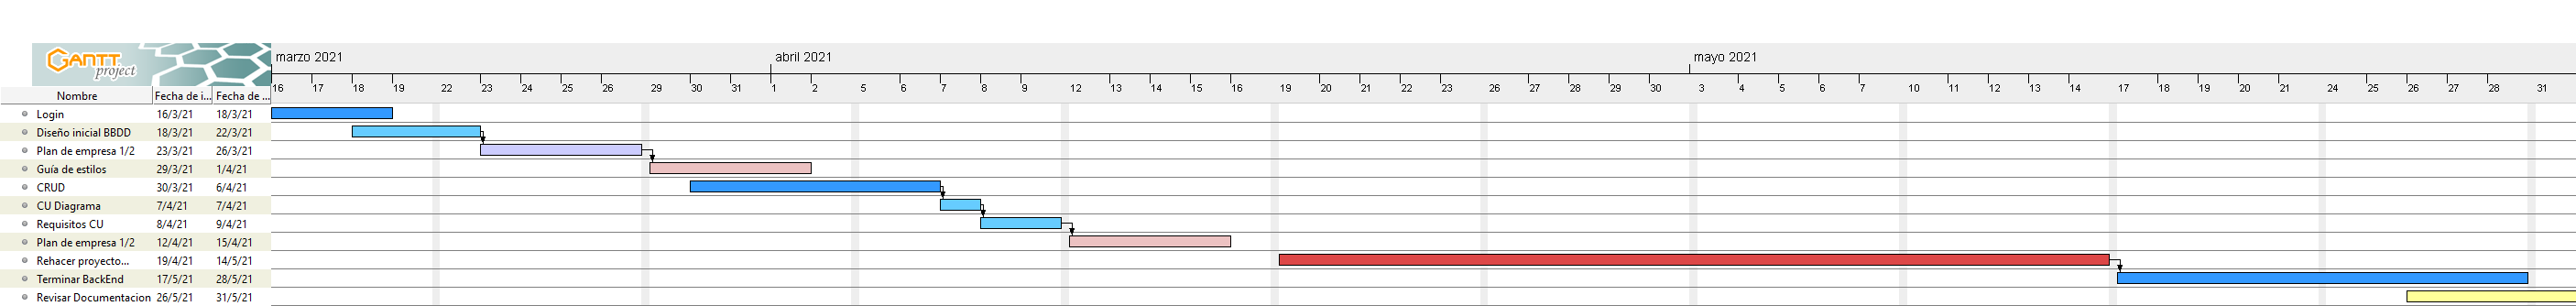 GANTT
project
marzo 2021 abril 2021 mayo 2021
16 17 18 19 22 23 24 25 26 29 30 31 1 2 5 6 7 8 9 12 13 14 15 16 19 20 21 22 23 26 27 28 29 30 3 4 5 6 7 10 11 12 13 14 17 18 19 20 21 24 25 26 27 28 31
Nombre Fecha de i... Fecha de ...
Login 16/3/21 18/3/21
Diseño inicial BBDD 18/3/21 22/3/21
Plan de empresa 1/2 23/3/21 26/3/21
Guía de estilos 29/3/21 1/4/21
CRUD 30/3/21 6/4/21
CU Diagrama 7/4/21 7/4/21
Requisitos CU 8/4/21 9/4/21
Plan de empresa 1/2 12/4/21 15/4/21
Rehacer proyecto... 19/4/21 14/5/21
Terminar BackEnd 17/5/21 28/5/21
Revisar Documentacion 26/5/21 31/5/21